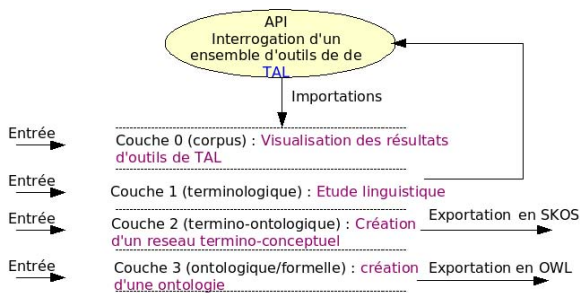 API
Interrogation d'un
ensemble d'outils de de
TAL
Importations
Entrée
Couche 0 (corpus) : Visualisation des résultats
d'outils de TAL
Entrée
Couche 1 (terminologique) : Etude linguistique
Entrée
Couche 2 (termino-ontologique) : Création
d'un reseau termino-conceptuel
Exportation en SKOS
Entrée
Couche 3 (ontologique/formelle) : création
d'une ontologie
Exportation en OWL